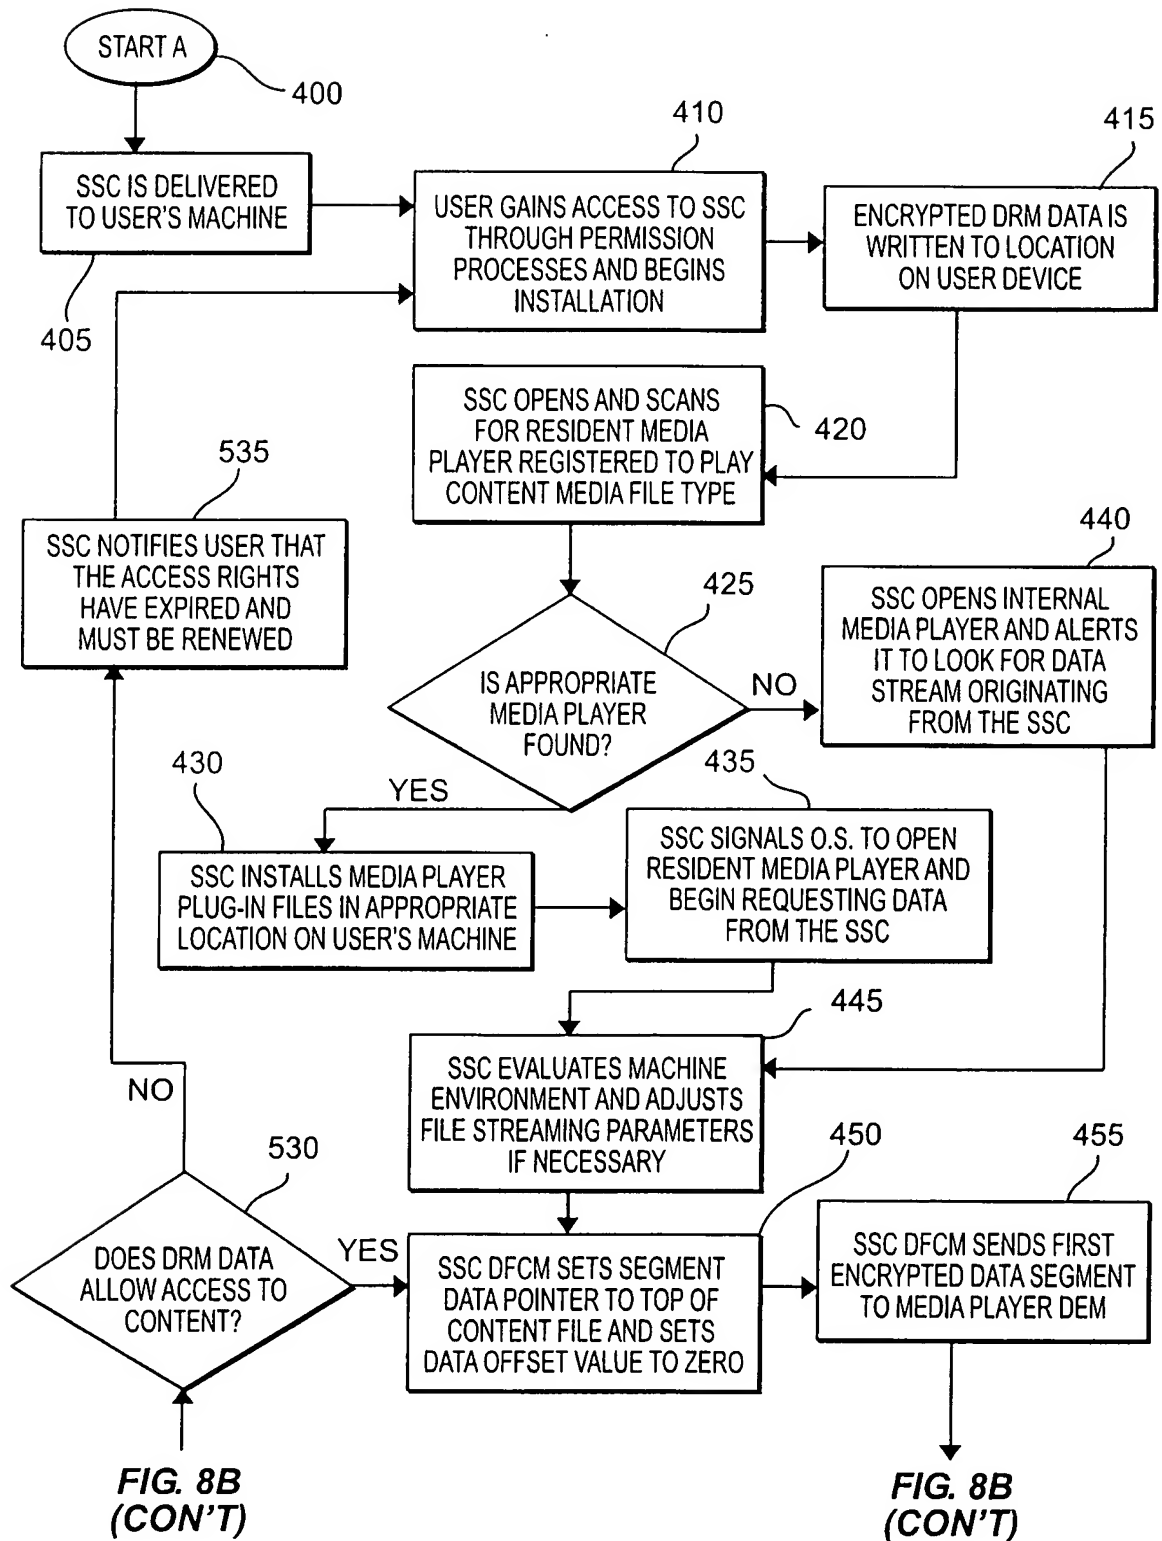 START A
400
SSC IS DELIVERED
TO USER'S MACHINE
405
410
USER GAINS ACCESS TO SSC
THROUGH PERMISSION
PROCESSES AND BEGINS
INSTALLATION
415
ENCRYPTED DRM DATA IS
WRITTEN TO LOCATION
ON USER DEVICE
SSC OPENS AND SCANS
FOR RESIDENT MEDIA
PLAYER REGISTERED TO PLAY
CONTENT MEDIA FILE TYPE
420
535
SSC NOTIFIES USER THAT
THE ACCESS RIGHTS
HAVE EXPIRED AND
MUST BE RENEWED
425
IS APPROPRIATE
MEDIA PLAYER
FOUND?
NO
440
SSC OPENS INTERNAL
MEDIA PLAYER AND ALERTS
IT TO LOOK FOR DATA
STREAM ORIGINATING
FROM THE SSC
YES
430
SSC INSTALLS MEDIA PLAYER
PLUG-IN FILES IN APPROPRIATE
LOCATION ON USER'S MACHINE
435
SSC SIGNALS O.S. TO OPEN
RESIDENT MEDIA PLAYER AND
BEGIN REQUESTING DATA
FROM THE SSC
445
SSC EVALUATES MACHINE
ENVIRONMENT AND ADJUSTS
FILE STREAMING PARAMETERS
IF NECESSARY
NO
530
DOES DRM DATA
ALLOW ACCESS TO
CONTENT?
YES
450
SSC DFCM SETS SEGMENT
DATA POINTER TO TOP OF
CONTENT FILE AND SETS
DATA OFFSET VALUE TO ZERO
455
SSC DFCM SENDS FIRST
ENCRYPTED DATA SEGMENT
TO MEDIA PLAYER DEM
FIG. 8B
(CON'T)
FIG. 8B
(CON'T)